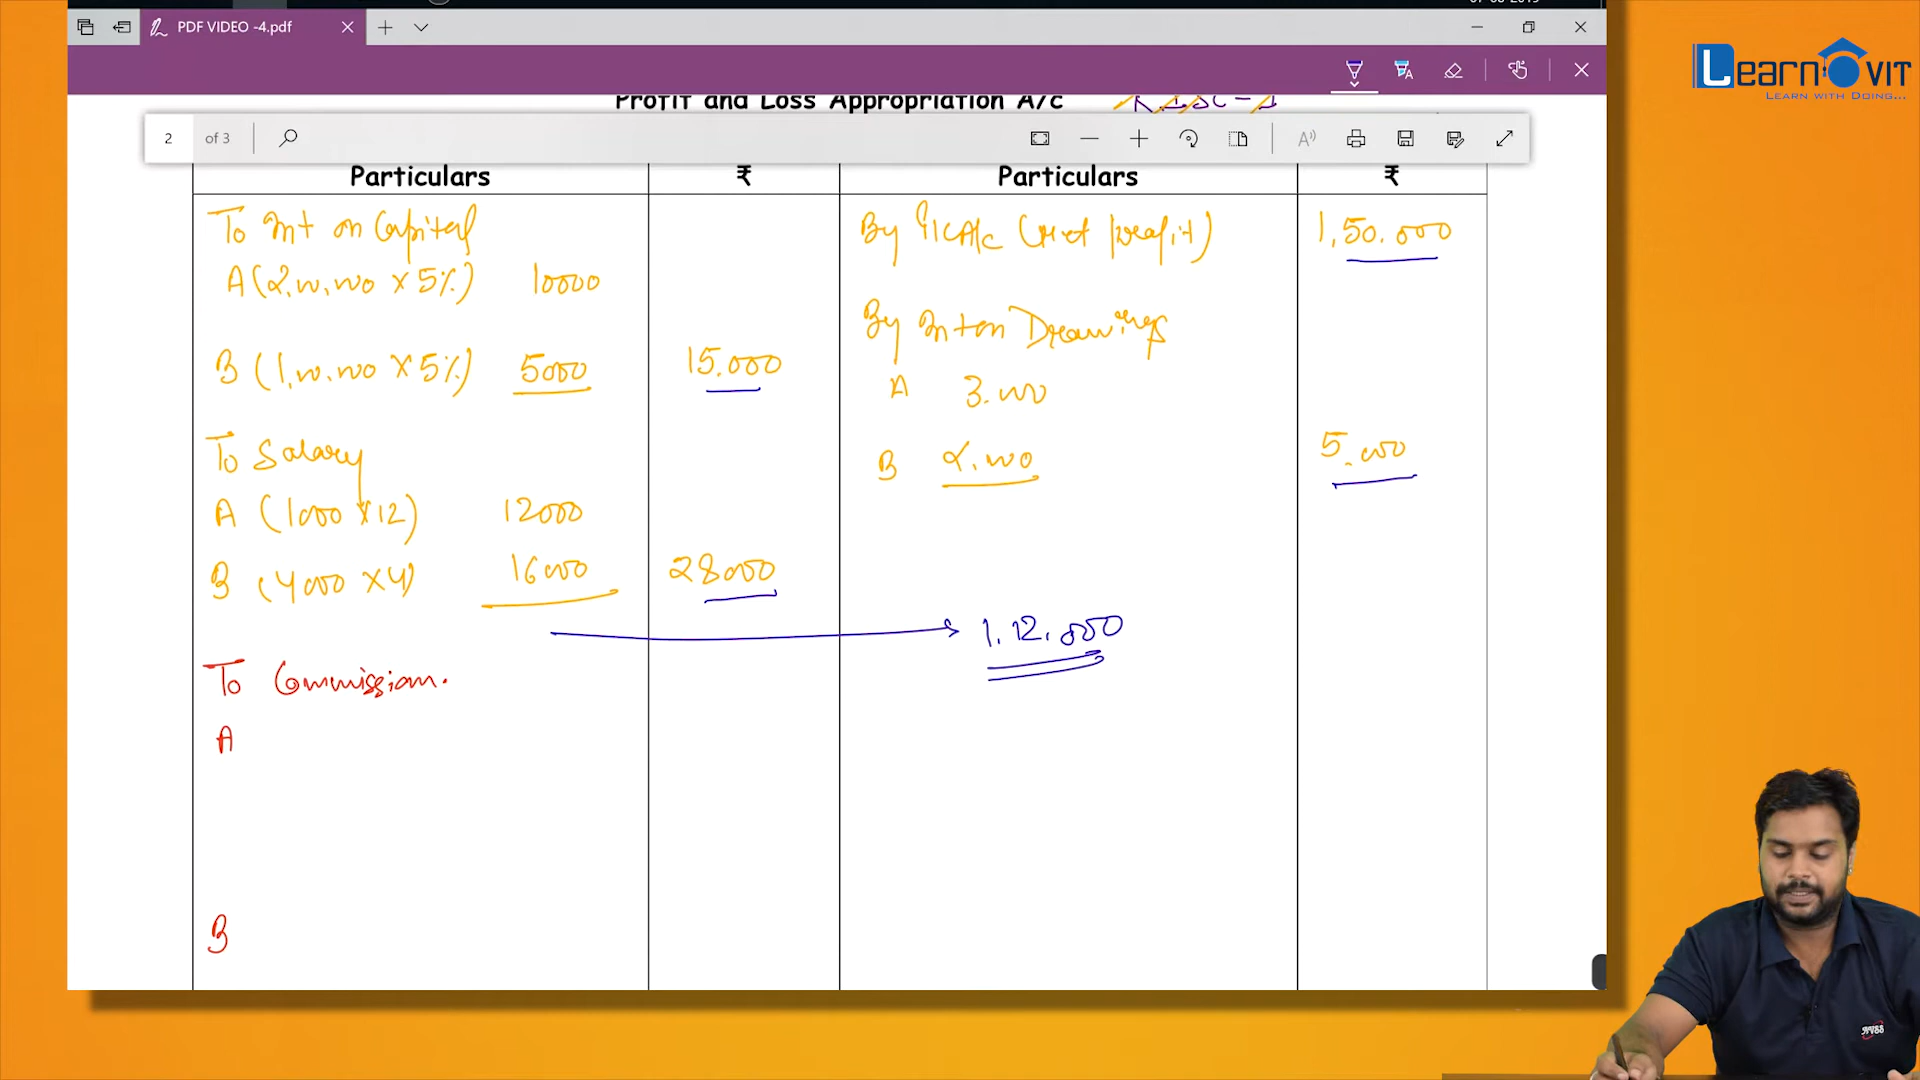 PDF VIDEO -4.pdf
LearnOVIT
LEARN WITH DOING...
Profit and Loss Appropriation A/c
2 of 3
Particulars ₹ Particulars ₹
To Int on Capital By P/L A/c (Net profit) 1,50,000
A (2,00,000 × 5%) 10000
By Int on Drawings
B (1,00,000 × 5%) 5000 15,000
A 3,000
To Salary B 2,000 5,000
A (1000 × 12) 12000
B (4000 × 4) 16000 28000
1,12,000
To Commission.
A
B